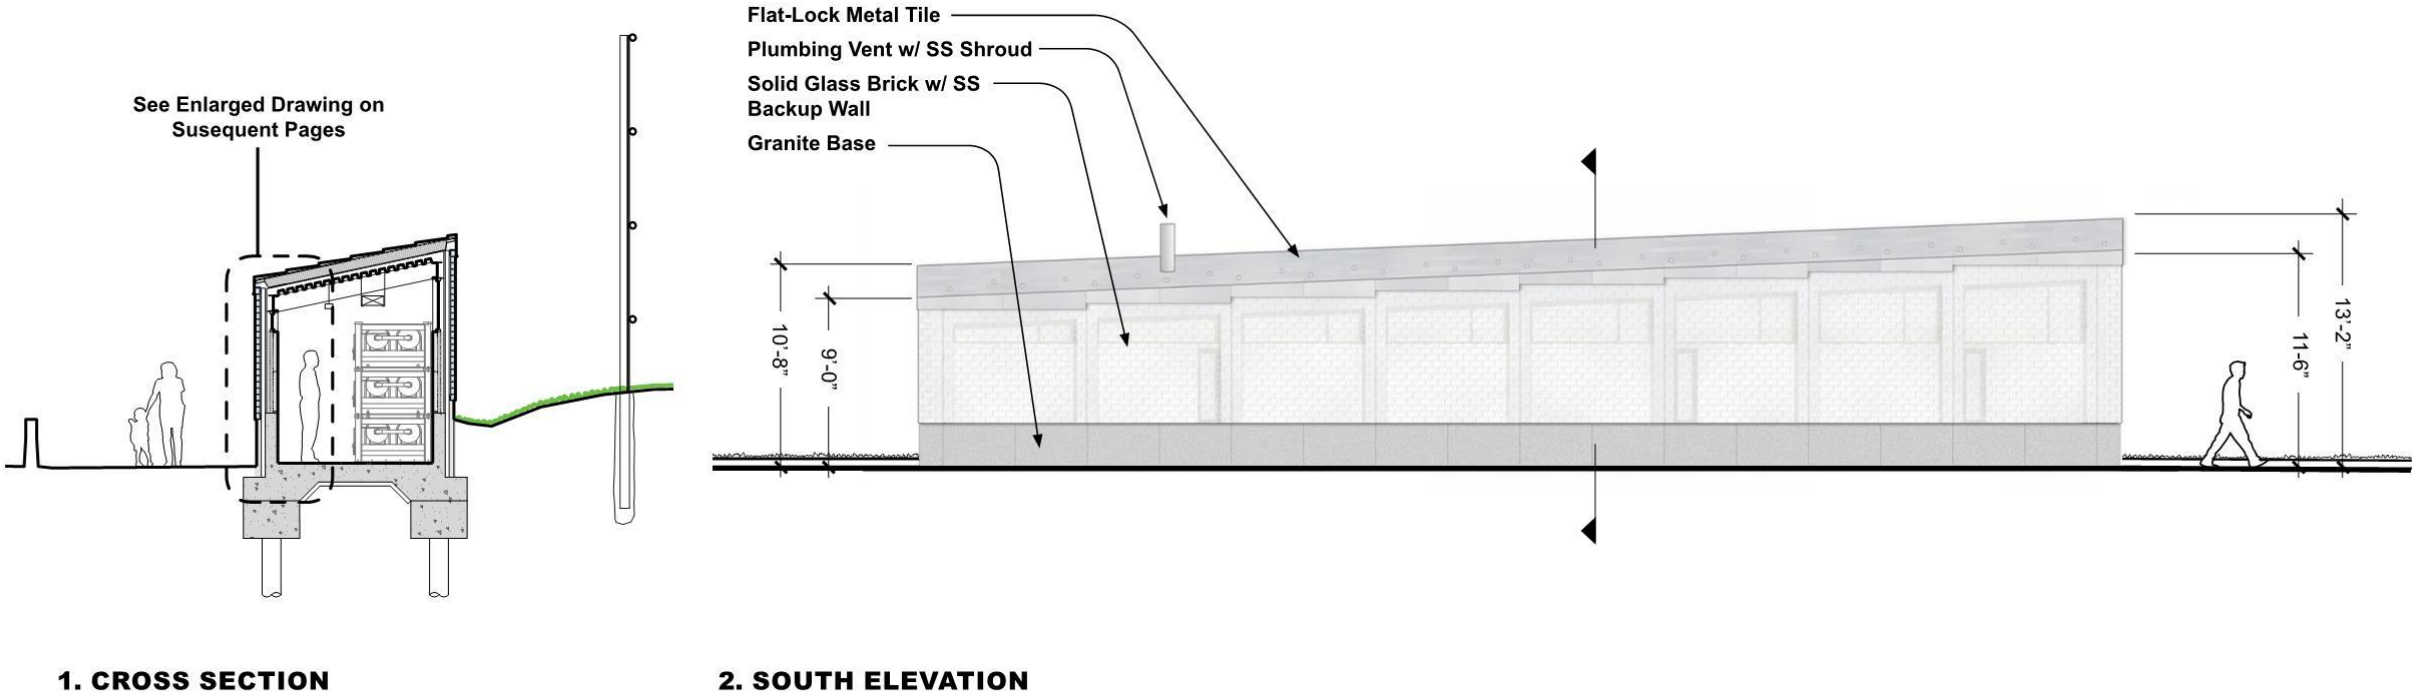 Flat-Lock Metal Tile
Plumbing Vent w/ SS Shroud
Solid Glass Brick w/ SS
Backup Wall
Granite Base
See Enlarged Drawing on
Susequent Pages
10'-8"
9'-0"
11-6"
13'-2"
1. CROSS SECTION
2. SOUTH ELEVATION